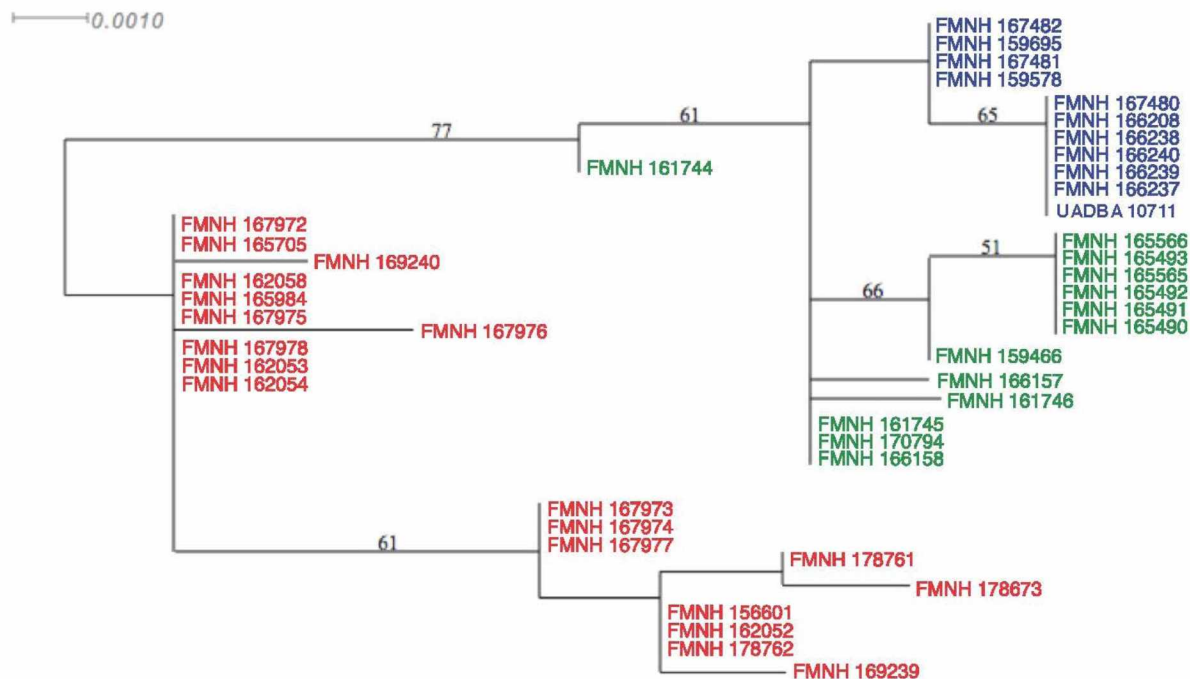 0.0010
FMNH 167482
FMNH 159695
FMNH 167481
FMNH 159578
65
FMNH 167480
FMNH 166208
FMNH 166238
FMNH 166240
FMNH 166239
FMNH 166237
UADBA 10711
61
77
FMNH 161744
51
FMNH 165566
FMNH 165493
FMNH 165565
FMNH 165492
FMNH 165491
FMNH 165490
66
FMNH 159466
FMNH 166157
FMNH 161746
FMNH 161745
FMNH 170794
FMNH 166158
FMNH 167972
FMNH 165705
FMNH 169240
FMNH 162058
FMNH 165984
FMNH 167975
FMNH 167976
FMNH 167978
FMNH 162053
FMNH 162054
61
FMNH 167973
FMNH 167974
FMNH 167977
FMNH 178761
FMNH 178673
FMNH 156601
FMNH 162052
FMNH 178762
FMNH 169239